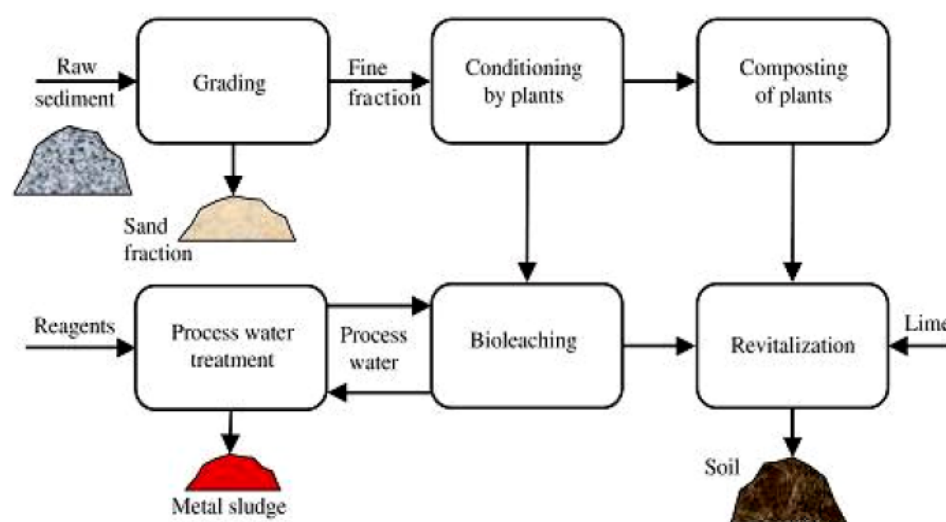 Raw
sediment
Grading
Fine
fraction
Conditioning
by plants
Composting
of plants
Sand
fraction
Reagents
Process water
treatment
Process
water
Bioleaching
Revitalization
Lime
Metal sludge
Soil